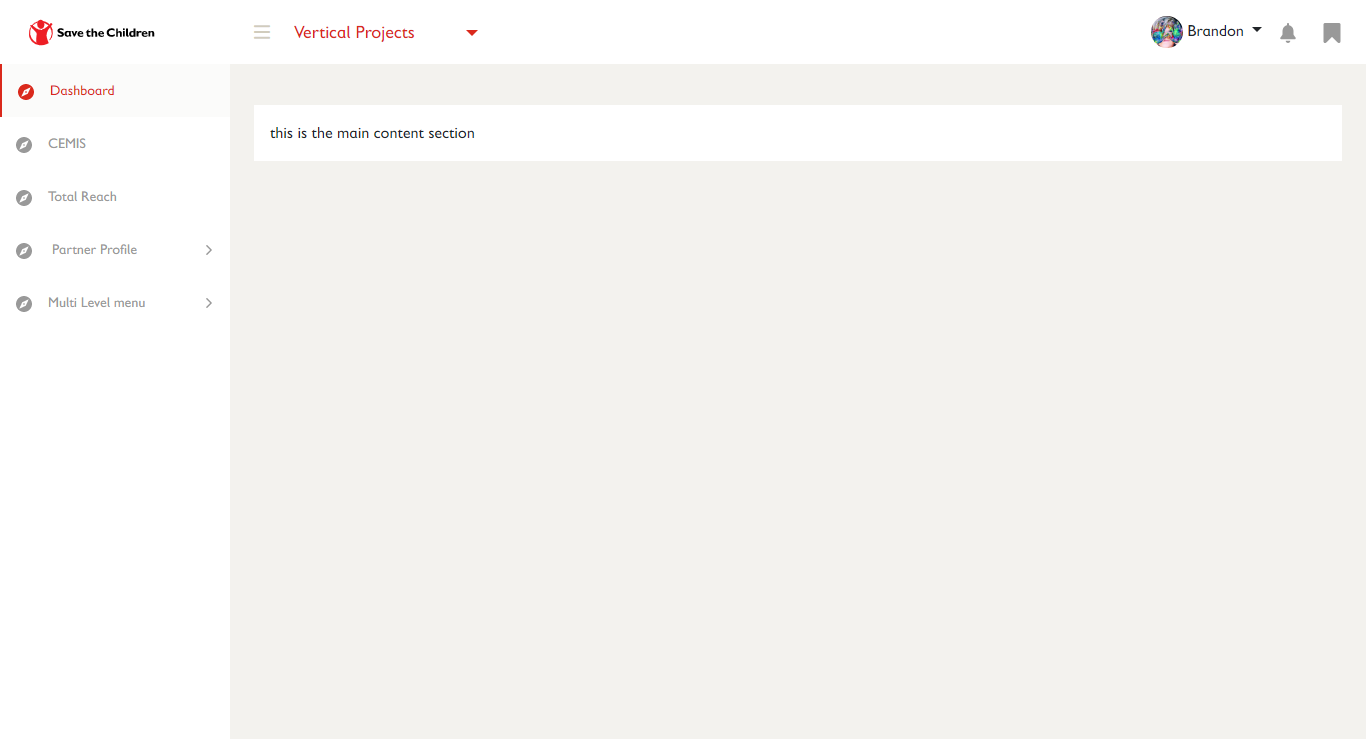 Save the Children
Vertical Projects
Brandon
Dashboard
CEMIS
Total Reach
Partner Profile
Multi Level menu
this is the main content section